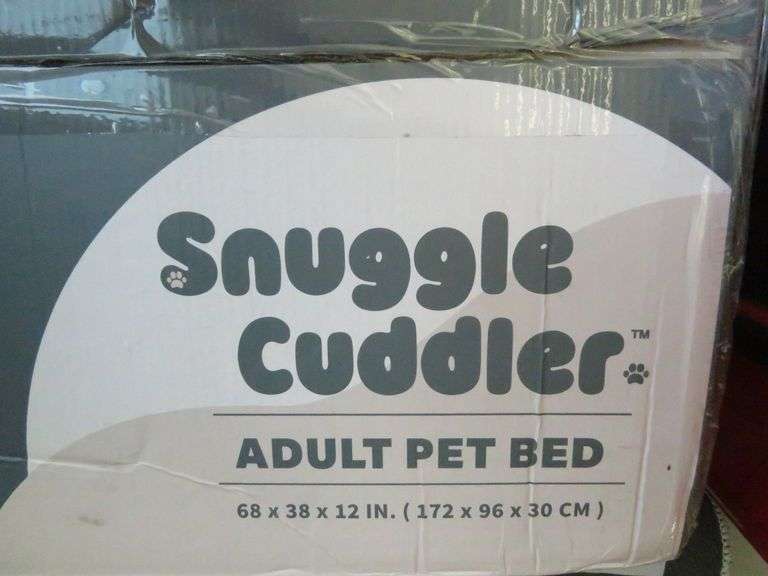 Snuggle
Cuddler™
ADULT PET BED
68 x 38 x 12 IN. ( 172 x 96 x 30 CM )